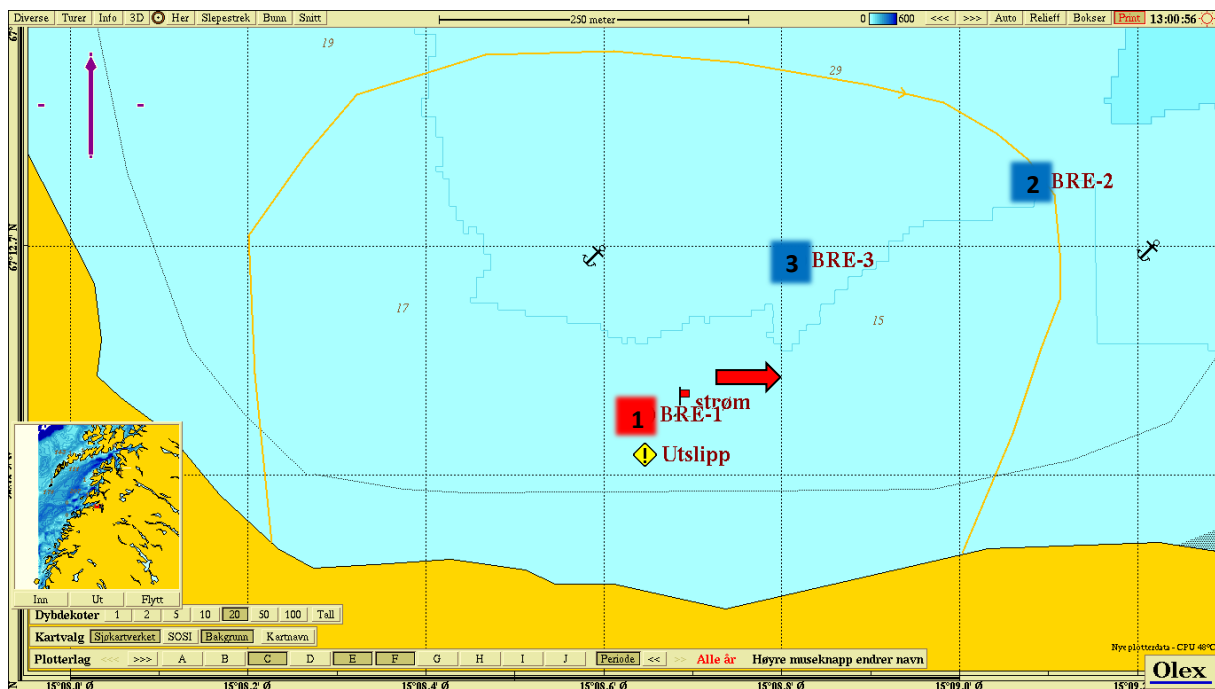 Diverse Turer Info 3D Her Slepestrek Bunn Snitt 250 meter 0 600 <<< >>> Auto Relieff Bokser Print 13:00:56
67°
19
29
2 BRE-2
67°12.7' N
3 BRE-3
17
15
strøm
1 BRE-1
Utslipp
Inn Ut Flytt
Dybdekoter 1 2 5 10 20 50 100 Tall
Kartvalg Sjøkartverket SOSI Bakgrunn Kartnavn
Nye plotterdata - CPU 48°C
Plotterlag <<< >>> A B C D E F G H I J Periode << >> Alle år Høyre museknapp endrer navn
Olex
N 15°08.0' Ø 15°08.2' Ø 15°08.4' Ø 15°08.6' Ø 15°08.8' Ø 15°09.0' Ø 15°09.2'